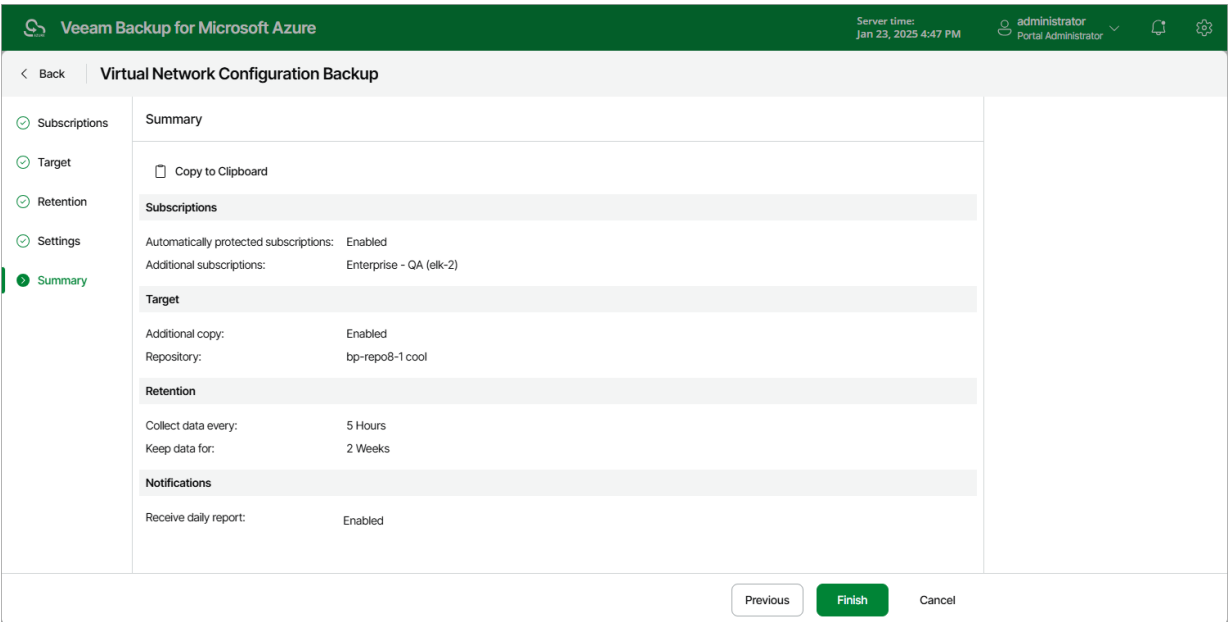 Veeam Backup for Microsoft Azure
Server time:
Jan 23, 2025 4:47 PM
administrator
Portal Administrator
Back
Virtual Network Configuration Backup
Subscriptions
Target
Retention
Settings
Summary
Summary
Copy to Clipboard
Subscriptions
Automatically protected subscriptions: Enabled
Additional subscriptions: Enterprise - QA (elk-2)
Target
Additional copy: Enabled
Repository: bp-repo8-1 cool
Retention
Collect data every: 5 Hours
Keep data for: 2 Weeks
Notifications
Receive daily report: Enabled
Previous
Finish
Cancel